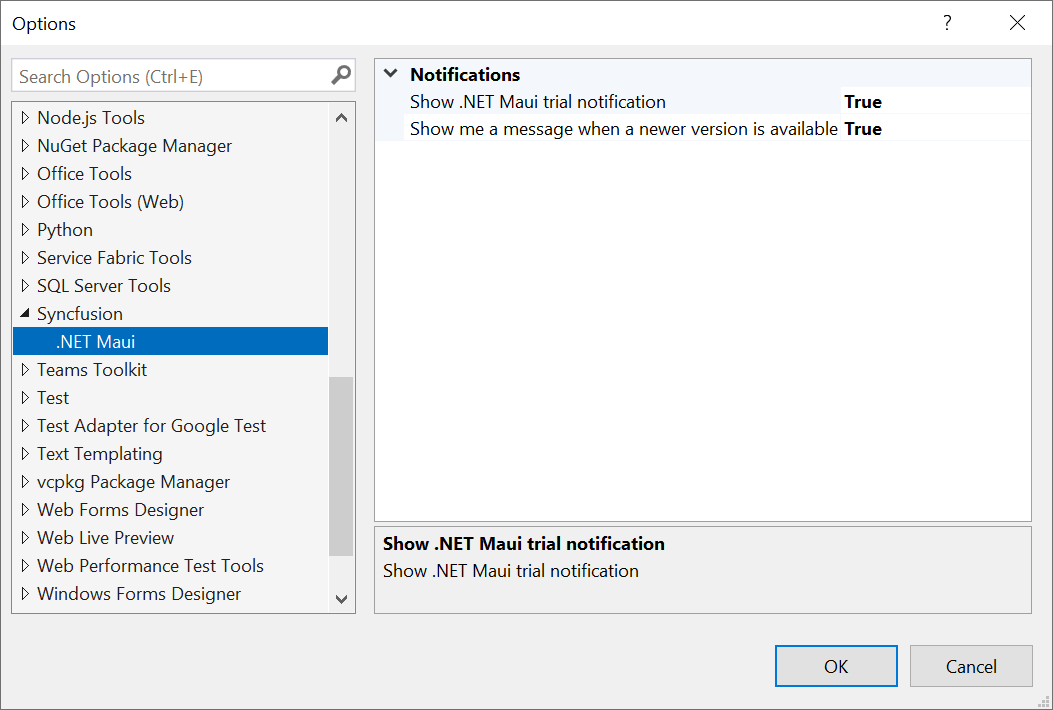 Options
?
Search Options (Ctrl+E)
Node.js Tools
NuGet Package Manager
Office Tools
Office Tools (Web)
Python
Service Fabric Tools
SQL Server Tools
Syncfusion
.NET Maui
Teams Toolkit
Test
Test Adapter for Google Test
Text Templating
vcpkg Package Manager
Web Forms Designer
Web Live Preview
Web Performance Test Tools
Windows Forms Designer
Notifications
Show .NET Maui trial notification True
Show me a message when a newer version is available True
Show .NET Maui trial notification
Show .NET Maui trial notification
OK
Cancel